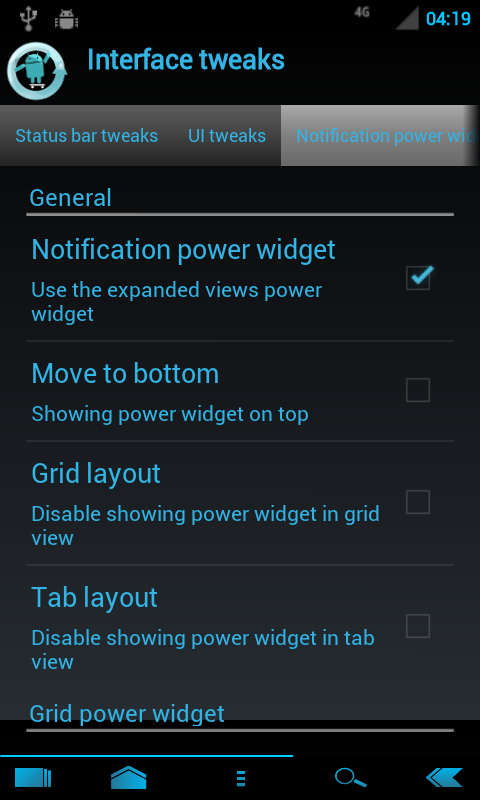 4G
04:19
Interface tweaks
Status bar tweaks UI tweaks Notification power wid
General
Notification power widget
Use the expanded views power
widget
Move to bottom
Showing power widget on top
Grid layout
Disable showing power widget in grid
view
Tab layout
Disable showing power widget in tab
view
Grid power widget